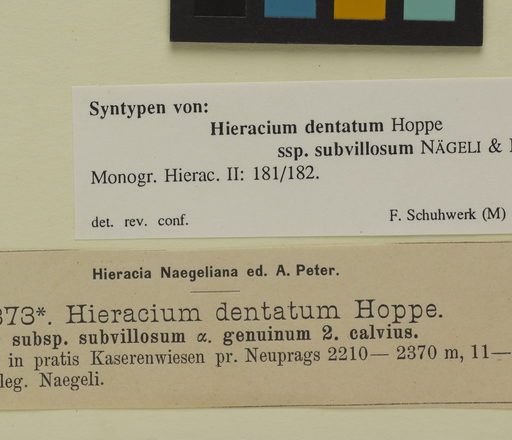 Syntypen von:
Hieracium dentatum Hoppe
ssp. subvillosum NÄGELI &
Monogr. Hierac. II: 181/182.
det. rev. conf. F. Schuhwerk (M)
Hieracia Naegeliana ed. A. Peter.
373*. Hieracium dentatum Hoppe.
subsp. subvillosum α. genuinum 2. calvius.
in pratis Kaserenwiesen pr. Neuprags 2210— 2370 m, 11—
leg. Naegeli.